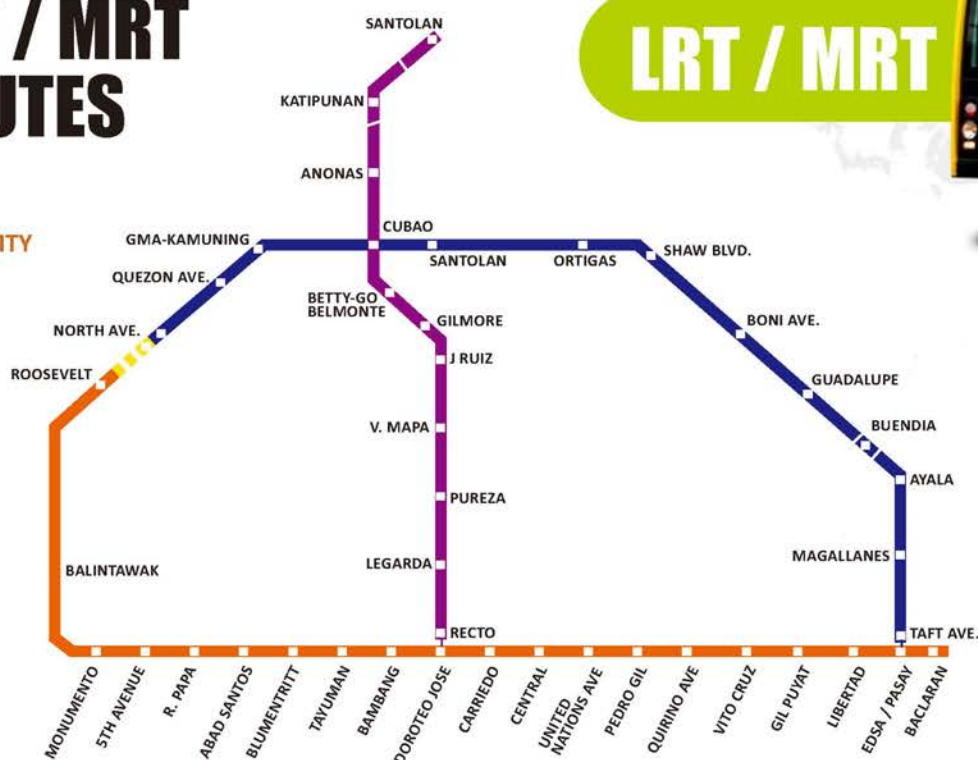 / MRT
UTES
LRT / MRT
ITY
SANTOLAN
KATIPUNAN
ANONAS
CUBAO
GMA-KAMUNING
SANTOLAN
ORTIGAS
SHAW BLVD.
QUEZON AVE.
BETTY-GO
BELMONTE
GILMORE
BONI AVE.
NORTH AVE.
J RUIZ
ROOSEVELT
GUADALUPE
V. MAPA
BUENDIA
AYALA
PUREZA
MAGALLANES
LEGARDA
BALINTAWAK
RECTO
TAFT AVE.
MONUMENTO
5TH AVENUE
R. PAPA
ABAD SANTOS
BLUMENTRITT
TAYUMAN
BAMBANG
DOROTEO JOSE
CARRIEDO
CENTRAL
UNITED
NATIONS AVE
PEDRO GIL
QUIRINO AVE
VITO CRUZ
GIL PUYAT
LIBERTAD
EDSA / PASAY
BACLARAN